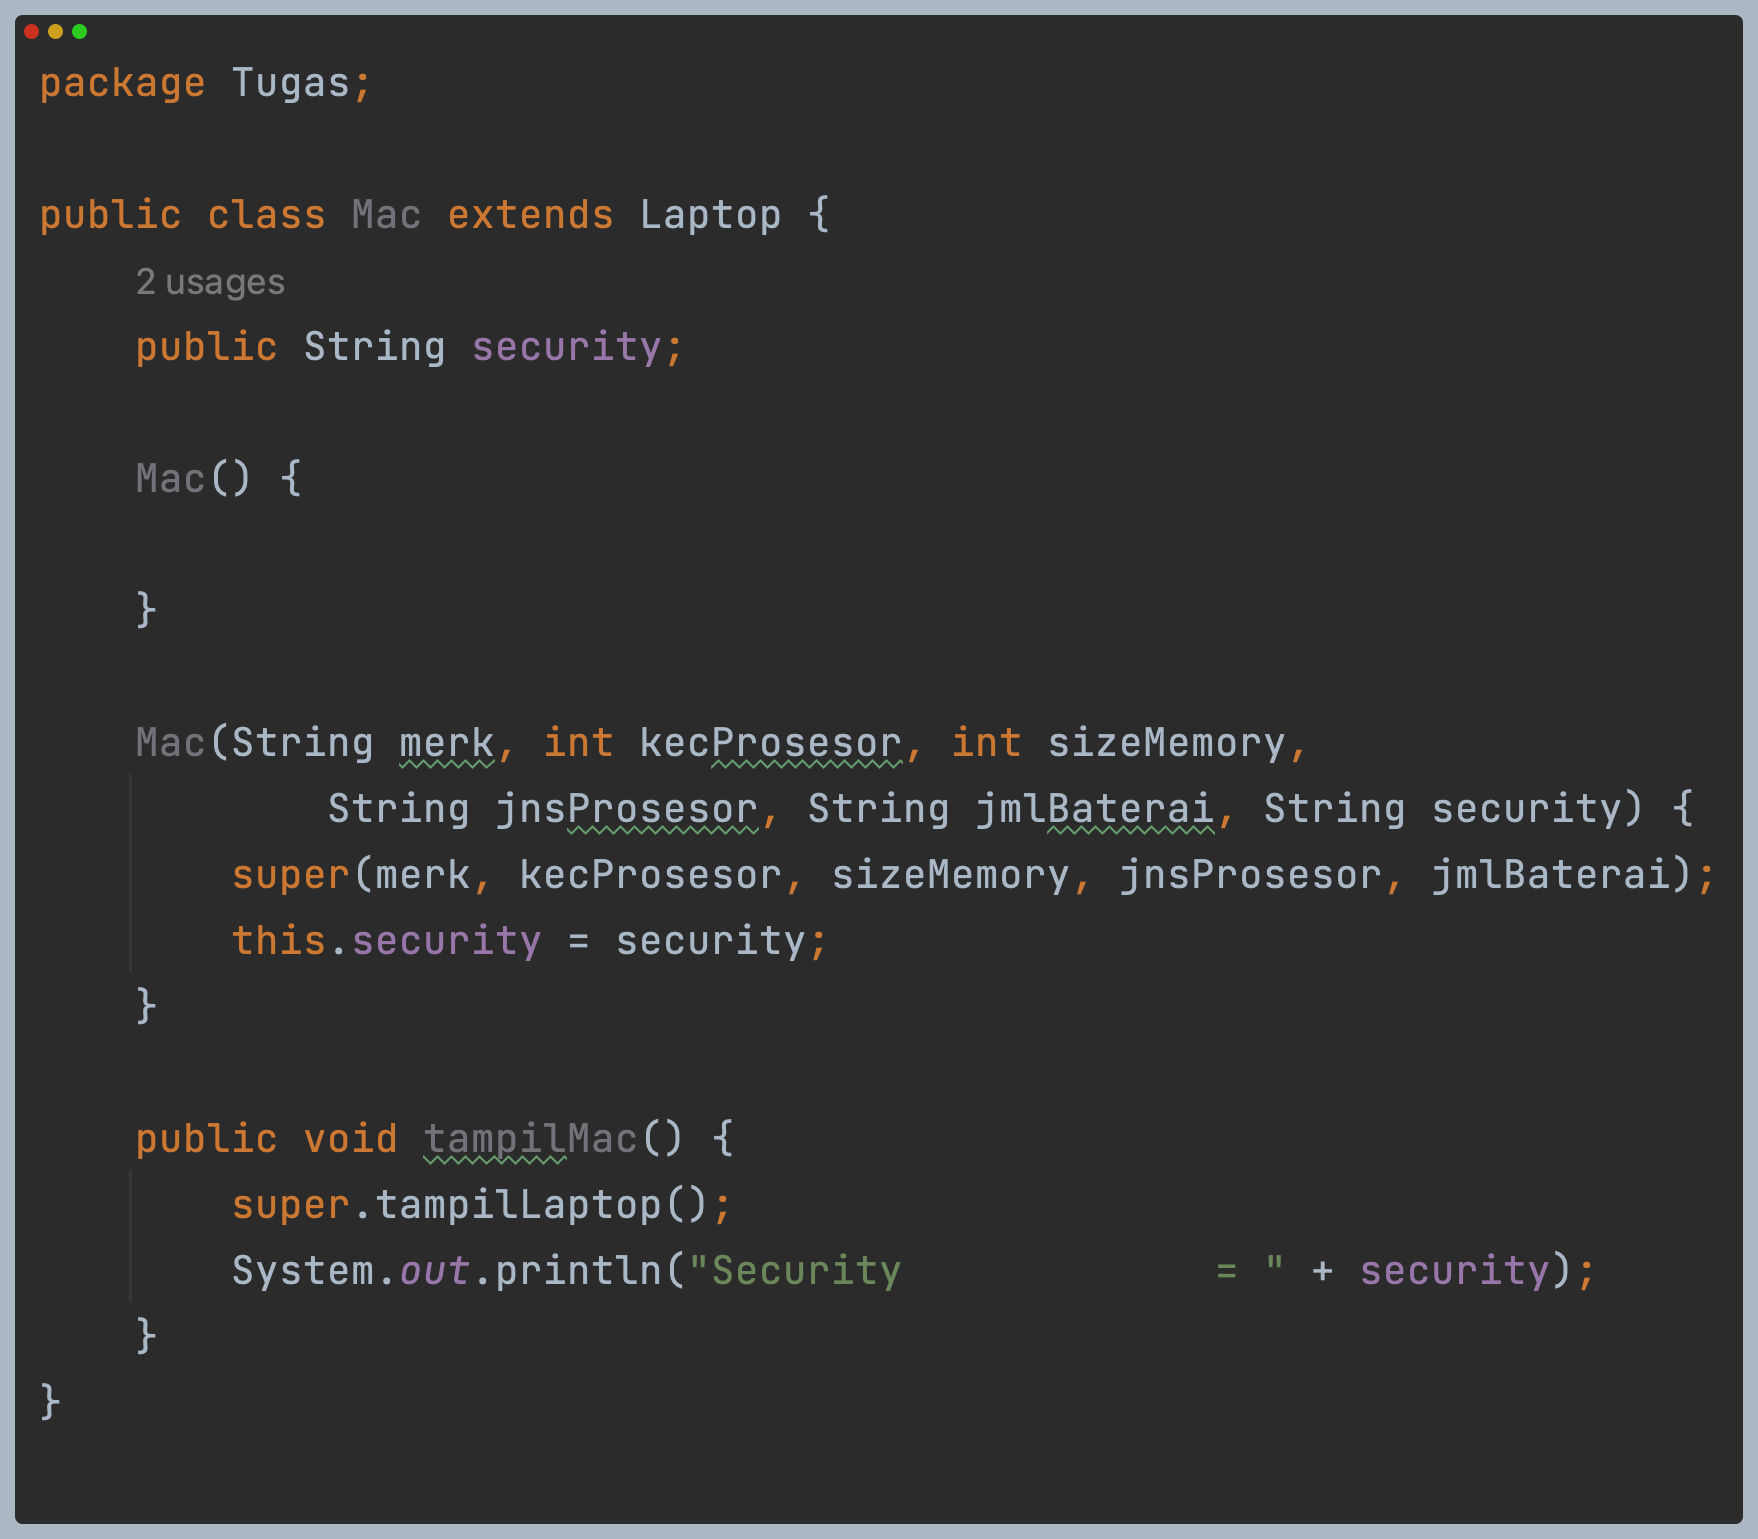 package Tugas;
public class Mac extends Laptop {
    2 usages
    public String security;
    Mac() {
    }
    Mac(String merk, int kecProsesor, int sizeMemory,
            String jnsProsesor, String jmlBaterai, String security) {
        super(merk, kecProsesor, sizeMemory, jnsProsesor, jmlBaterai);
        this.security = security;
    }
    public void tampilMac() {
        super.tampilLaptop();
        System.out.println("Security             = " + security);
    }
}